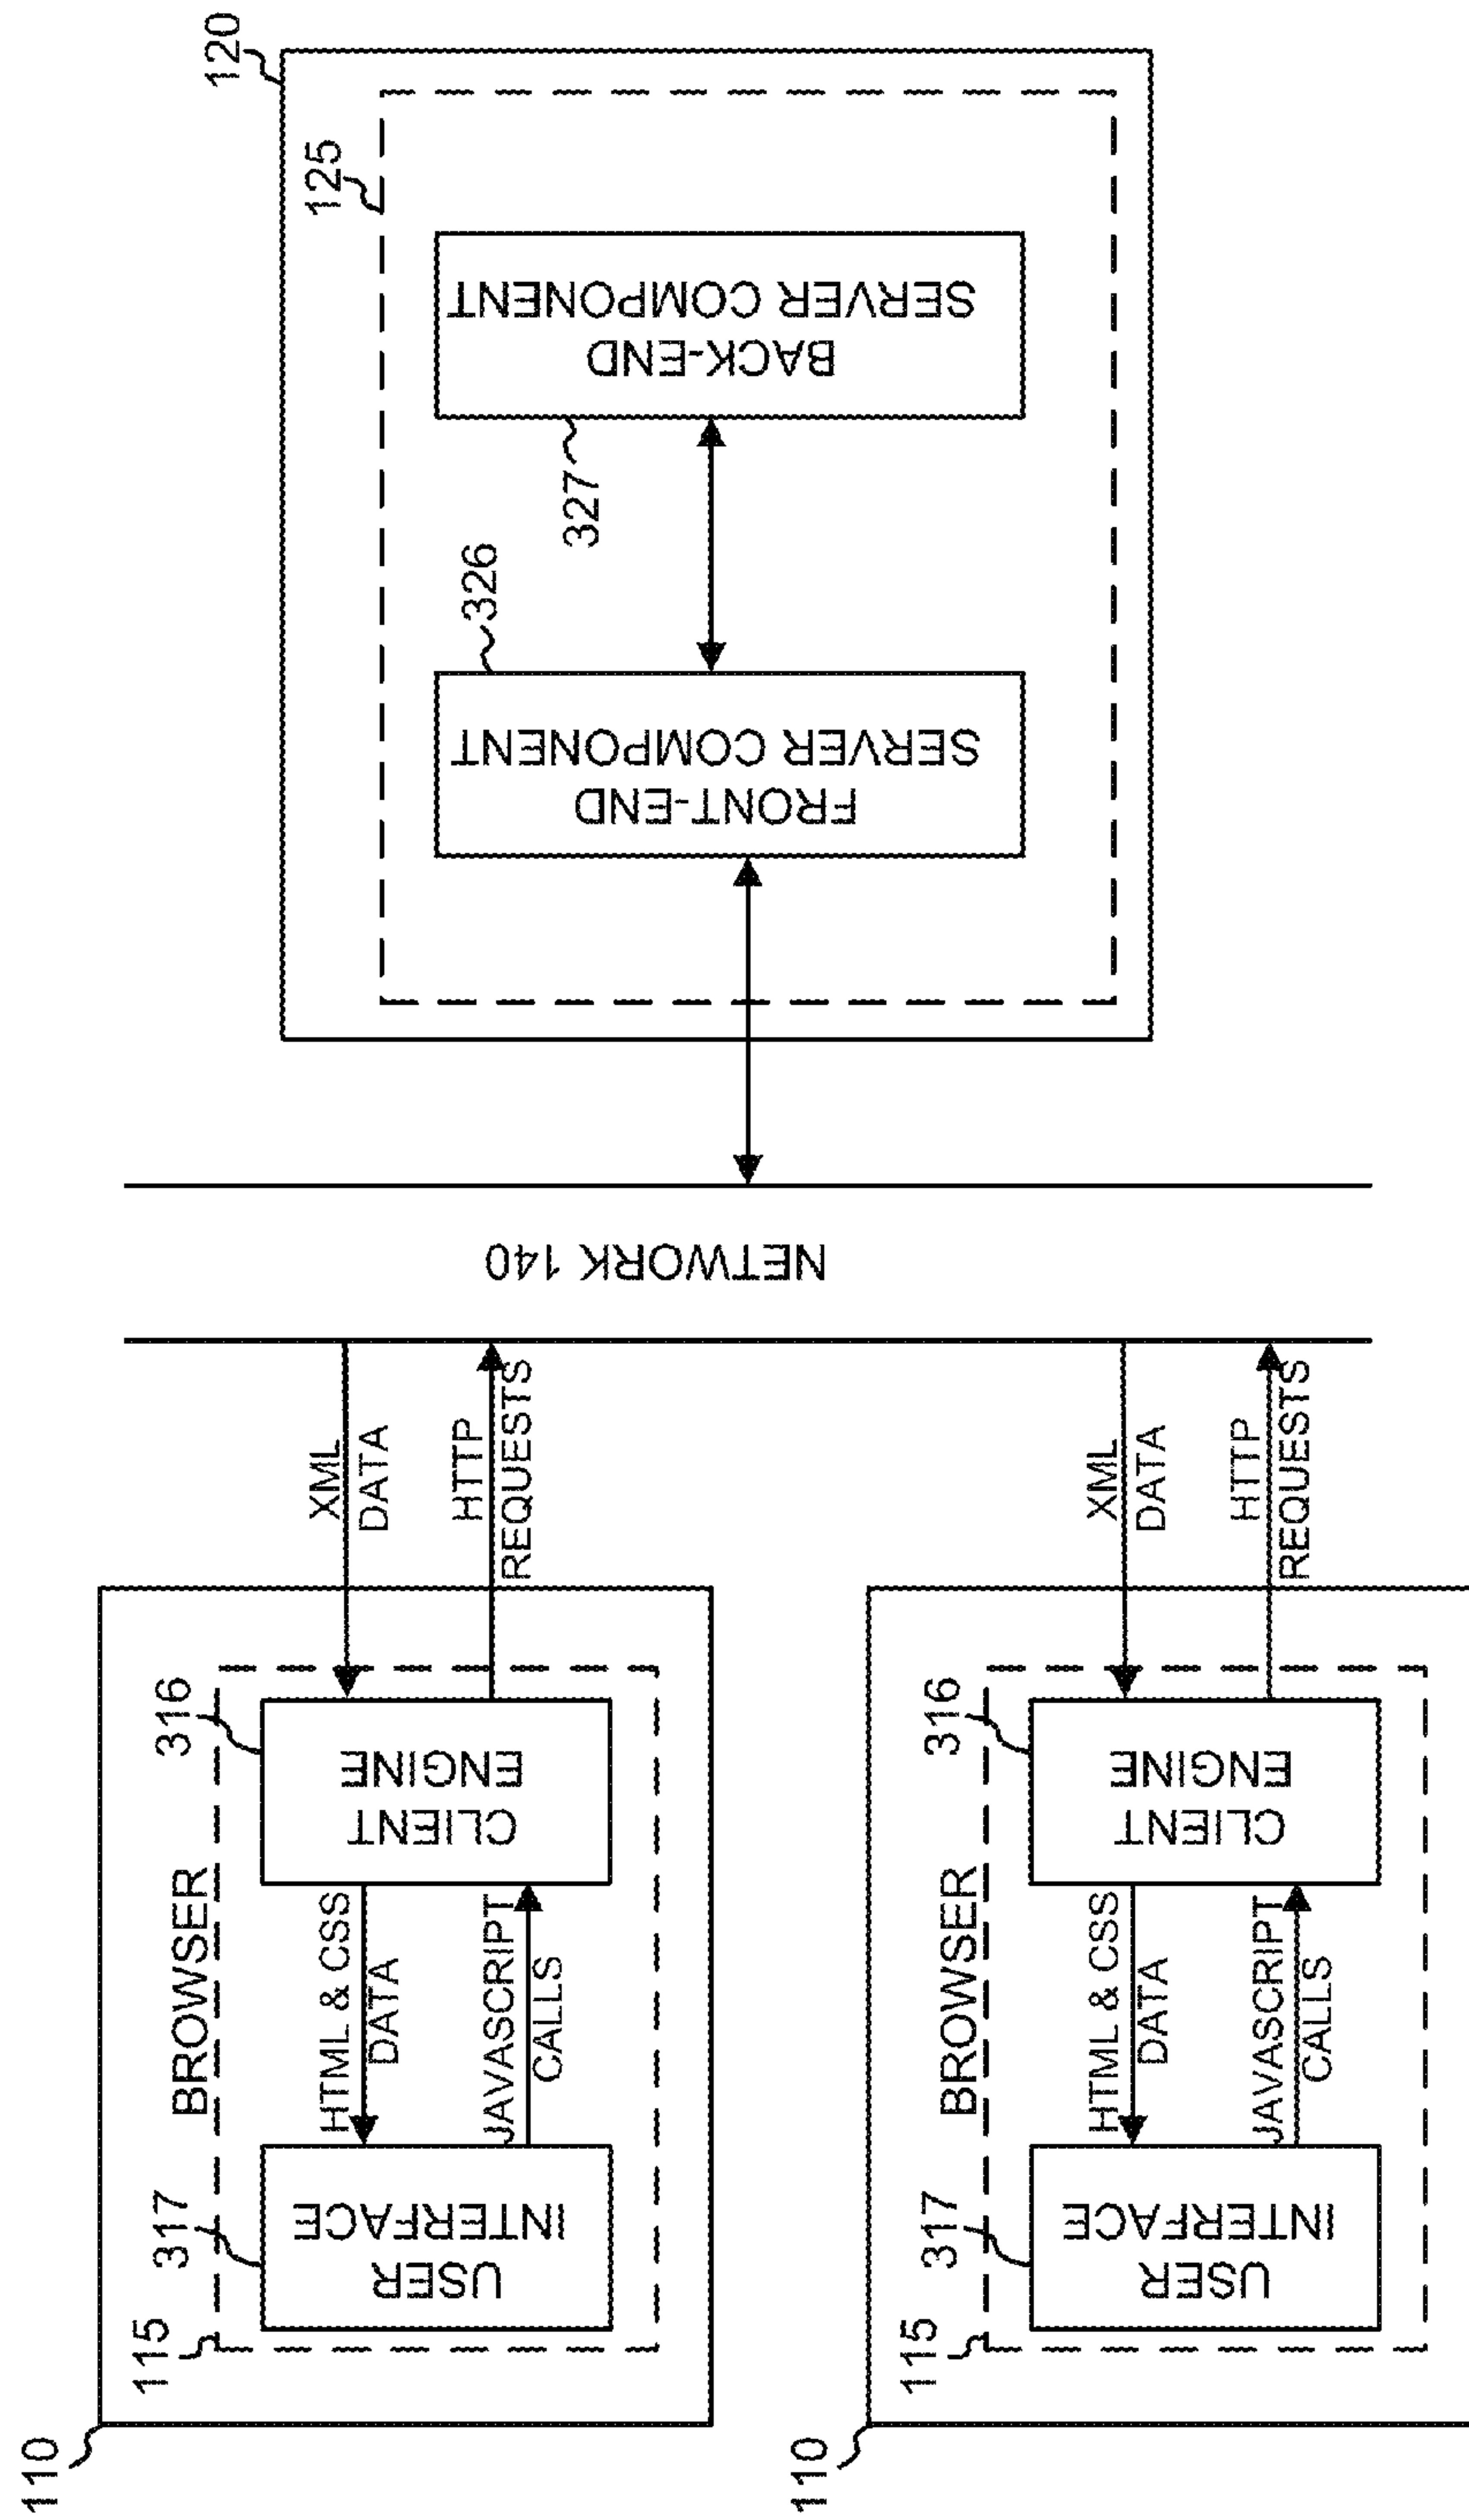 110
115
BROWSER
317
USER
INTERFACE
HTML & CSS
DATA
JAVASCRIPT
CALLS
316
CLIENT
ENGINE
XML
DATA
HTTP
REQUESTS
110
115
BROWSER
317
USER
INTERFACE
HTML & CSS
DATA
JAVASCRIPT
CALLS
316
CLIENT
ENGINE
XML
DATA
HTTP
REQUESTS
NETWORK 140
120
125
326
FRONT-END
SERVER COMPONENT
327
BACK-END
SERVER COMPONENT